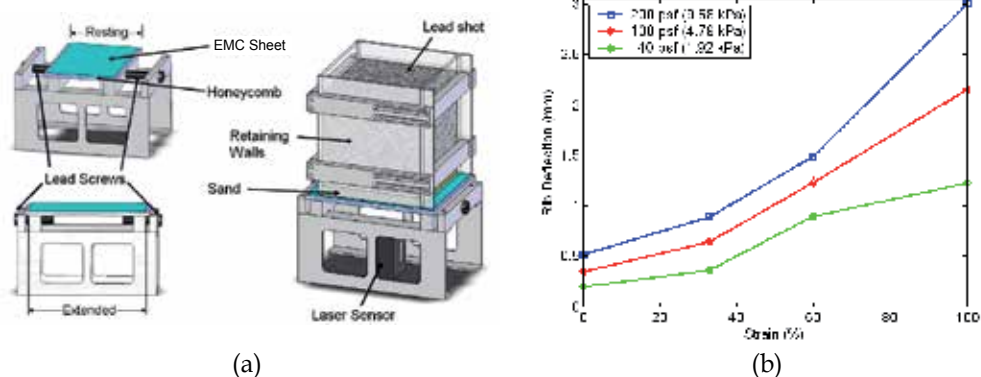 Resting
EMC Sheet
Honeycomb
Lead Screws
Extended
Lead shot
Retaining
Walls
Sand
Laser Sensor
(a)
200 psf (9.58 kPa)
100 psf (4.79 kPa)
40 psf (1.92 kPa)
Rib Deflection (mm)
3
2
1.5
1
0.5
0
0
20
40
60
80
100
Strain (%)
(b)